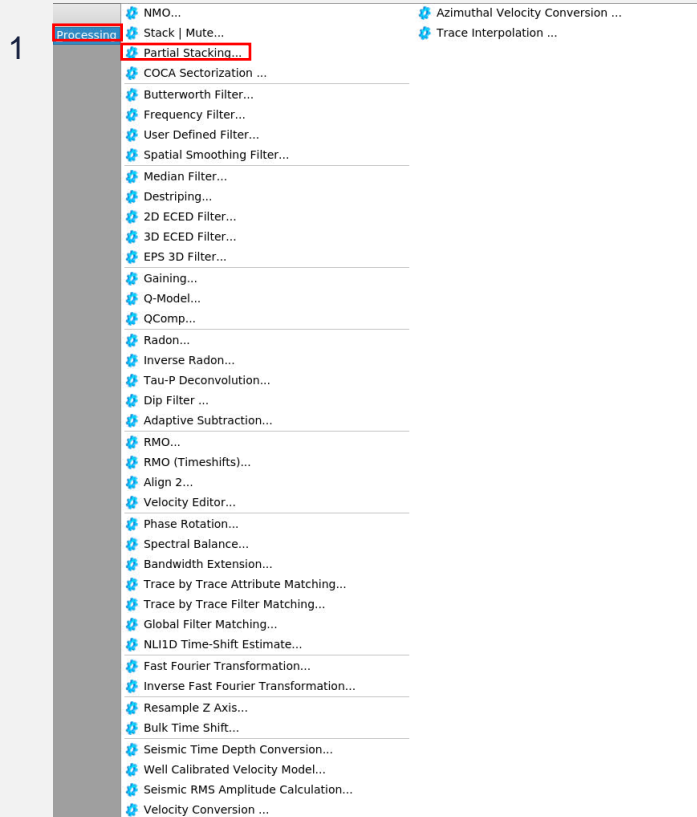 1
Processing
NMO...
Stack | Mute...
Partial Stacking...
COCA Sectorization ...
Butterworth Filter...
Frequency Filter...
User Defined Filter...
Spatial Smoothing Filter...
Median Filter...
Destriping...
2D ECED Filter...
3D ECED Filter...
EPS 3D Filter...
Gaining...
Q-Model...
QComp...
Radon...
Inverse Radon...
Tau-P Deconvolution...
Dip Filter ...
Adaptive Subtraction...
RMO...
RMO (Timeshifts)...
Align 2...
Velocity Editor...
Phase Rotation...
Spectral Balance...
Bandwidth Extension...
Trace by Trace Attribute Matching...
Trace by Trace Filter Matching...
Global Filter Matching...
NLI1D Time-Shift Estimate...
Fast Fourier Transformation...
Inverse Fast Fourier Transformation...
Resample Z Axis...
Bulk Time Shift...
Seismic Time Depth Conversion...
Well Calibrated Velocity Model...
Seismic RMS Amplitude Calculation...
Velocity Conversion ...
Azimuthal Velocity Conversion ...
Trace Interpolation ...